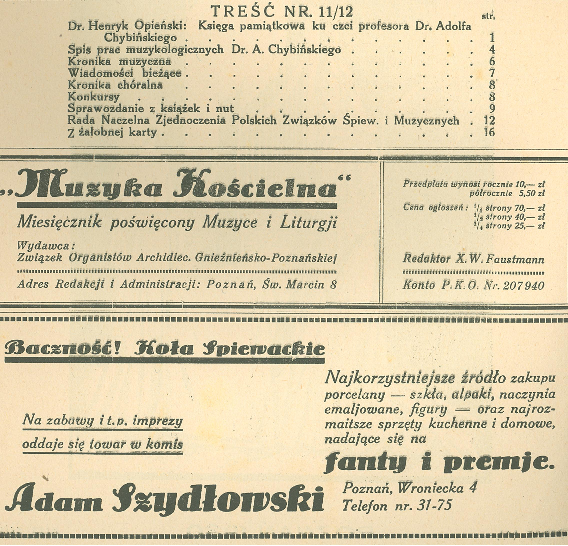 TREŚĆ NR. 11/12
str.
Dr. Henryk Opieński: Księga pamiątkowa ku czci profesora Dr. Adolfa
Chybińskiego . . . . . . . . . . 1
Spis prac muzykologicznych Dr. A. Chybińskiego . . . . . 4
Kronika muzyczna . . . . . . . . . . 6
Wiadomości bieżące . . . . . . . . . . 7
Kronika chóralna . . . . . . . . . . 8
Konkursy . . . . . . . . . . 8
Sprawozdanie z książek i nut . . . . . . . . 9
Rada Naczelna Zjednoczenia Polskich Związków Śpiew. i Muzycznych . 12
Z żałobnej karty . . . . . . . . . . 16
„Muzyka Kościelna“
Miesięcznik poświęcony Muzyce i Liturgji
Wydawca:
Związek Organistów Archidiec. Gnieźnieńsko-Poznańskiej
Adres Redakcji i Administracji: Poznań, Św. Marcin 8
Przedpłata wynosi rocznie 10,— zł
półrocznie 5,50 zł
Cena ogłoszeń: 1/1 strony 70,— zł
strony 40,— zł
strony 25,— zł
Redaktor X. W. Faustmann
Konto P. K. O. Nr. 207 940
Baczność! Koła Spiewackie
Na zabawy i t. p. imprezy
oddaje się towar w komis
Najkorzystniejsze źródło zakupu
porcelany — szkła, alpaki, naczynia
emaljowane, figury — oraz najroz-
maitsze sprzęty kuchenne i domowe,
nadające się na
fanty i premje.
Adam Szydłowski
Poznań, Wroniecka 4
Telefon nr. 31-75